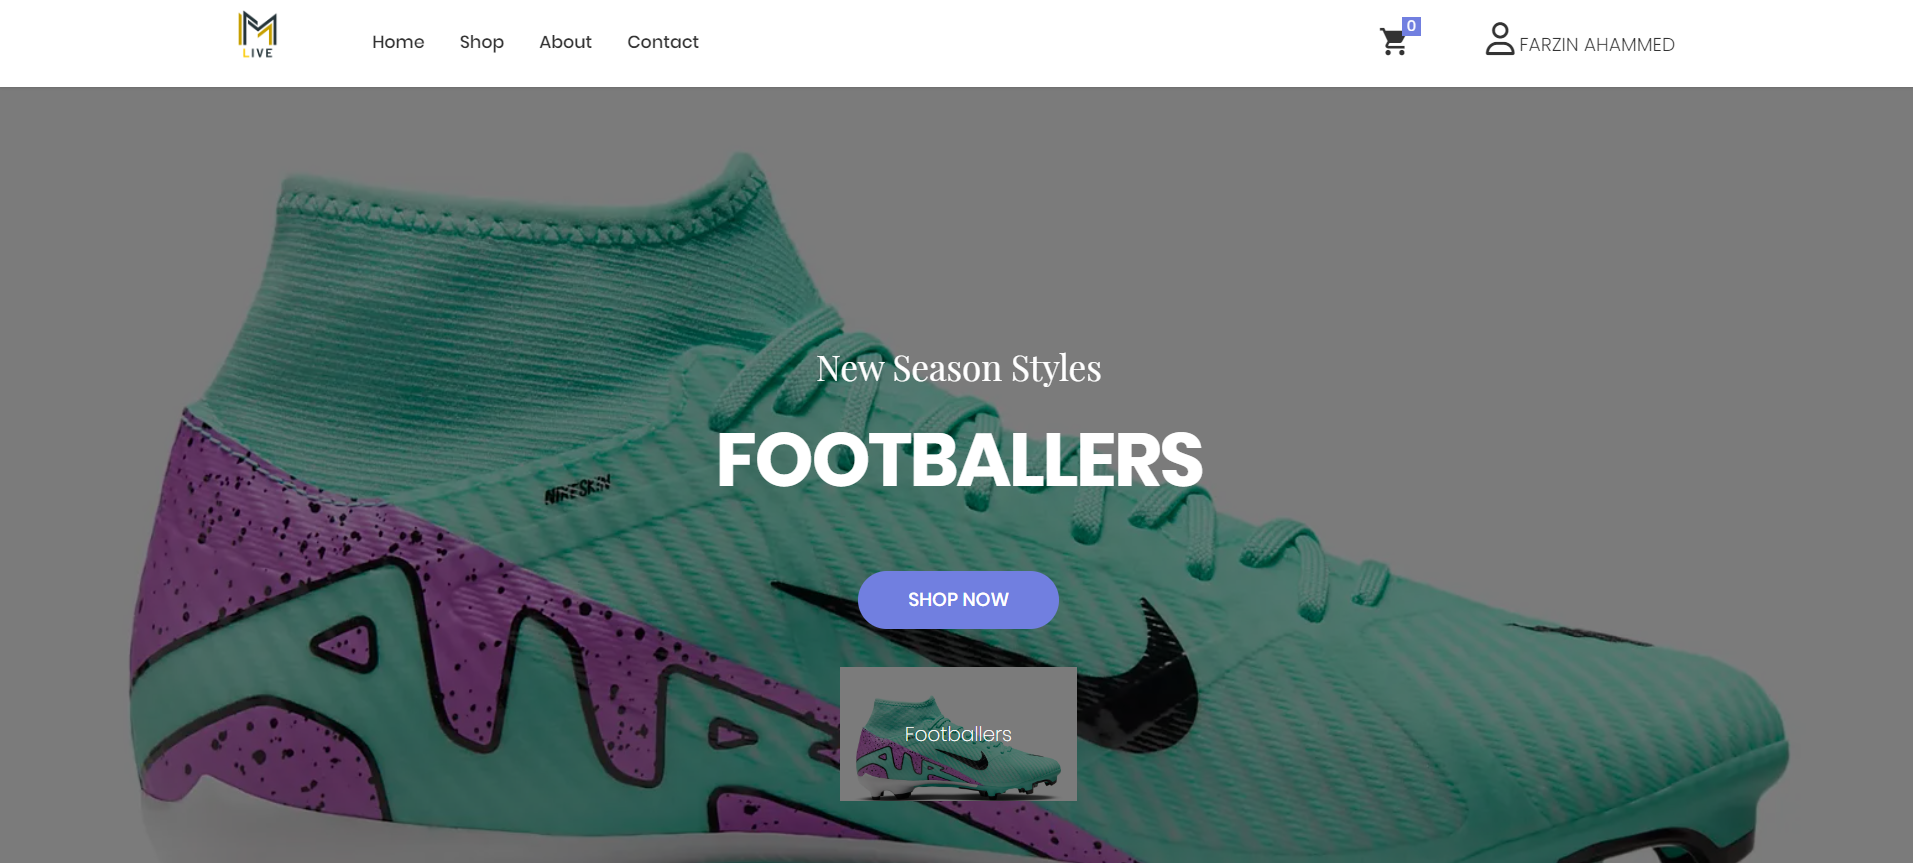 M
LIVE
Home Shop About Contact
0
FARZIN AHAMMED
New Season Styles
FOOTBALLERS
NIKESKIN
SHOP NOW
Footballers